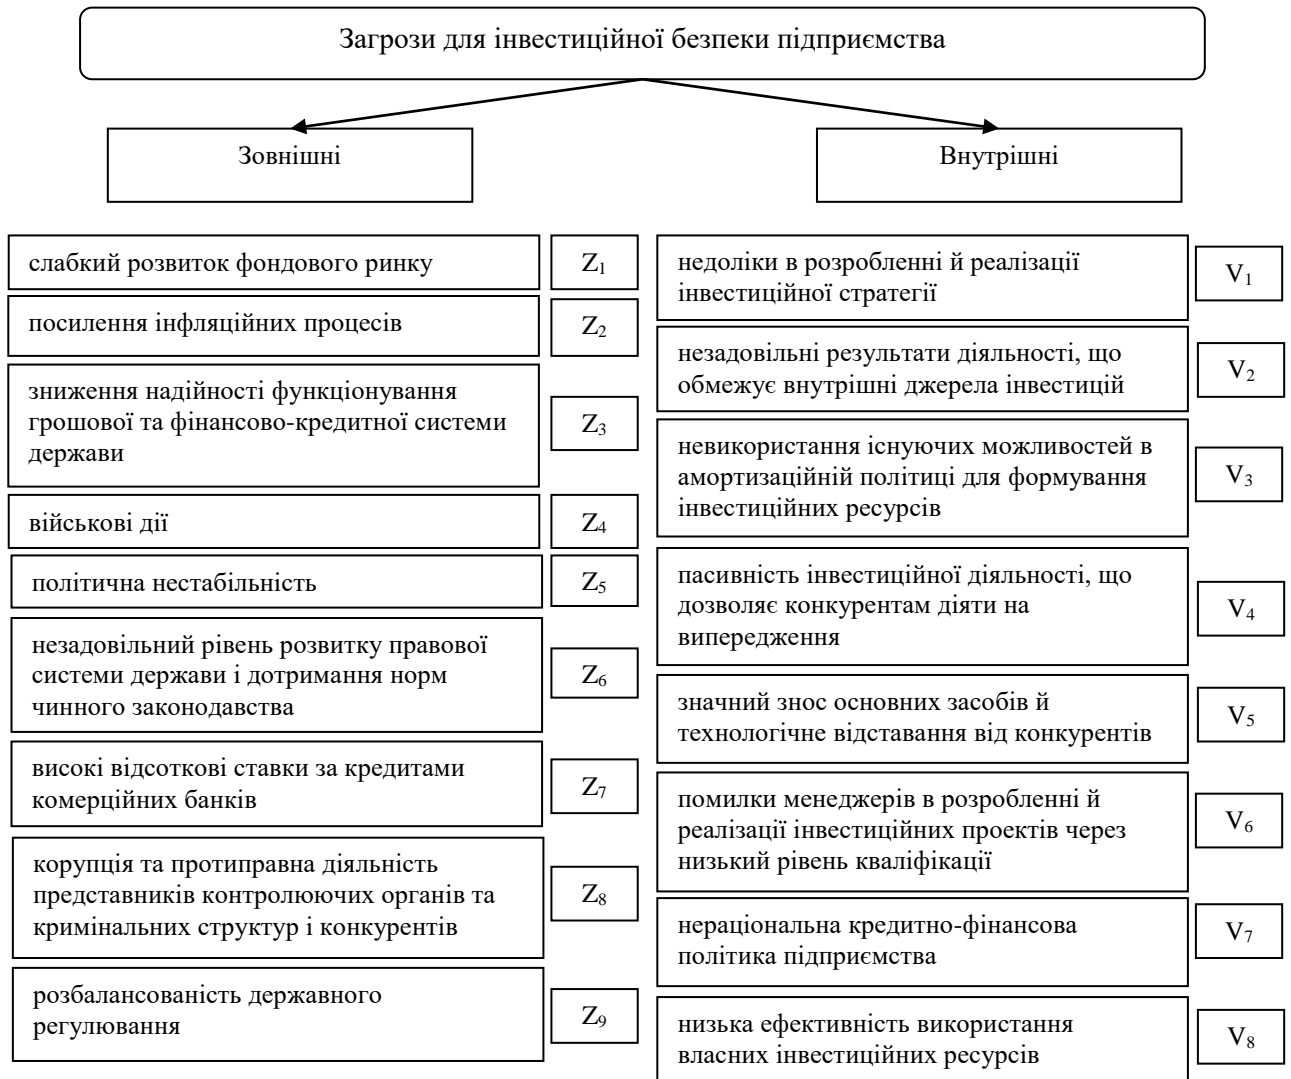 Загрози для інвестиційної безпеки підприємства
Зовнішні
Внутрішні
слабкий розвиток фондового ринку
Z1
посилення інфляційних процесів
Z2
зниження надійності функціонування
грошової та фінансово-кредитної системи
держави
Z3
військові дії
Z4
політична нестабільність
Z5
незадовільний рівень розвитку правової
системи держави і дотримання норм
чинного законодавства
Z6
високі відсоткові ставки за кредитами
комерційних банків
Z7
корупція та протиправна діяльність
представників контролюючих органів та
кримінальних структур і конкурентів
Z8
розбалансованість державного
регулювання
Z9
недоліки в розробленні й реалізації
інвестиційної стратегії
V1
незадовільні результати діяльності, що
обмежує внутрішні джерела інвестицій
V2
невикористання існуючих можливостей в
амортизаційній політиці для формування
інвестиційних ресурсів
V3
пасивність інвестиційної діяльності, що
дозволяє конкурентам діяти на
випередження
V4
значний знос основних засобів й
технологічне відставання від конкурентів
V5
помилки менеджерів в розробленні й
реалізації інвестиційних проектів через
низький рівень кваліфікації
V6
нераціональна кредитно-фінансова
політика підприємства
V7
низька ефективність використання
власних інвестиційних ресурсів
V8